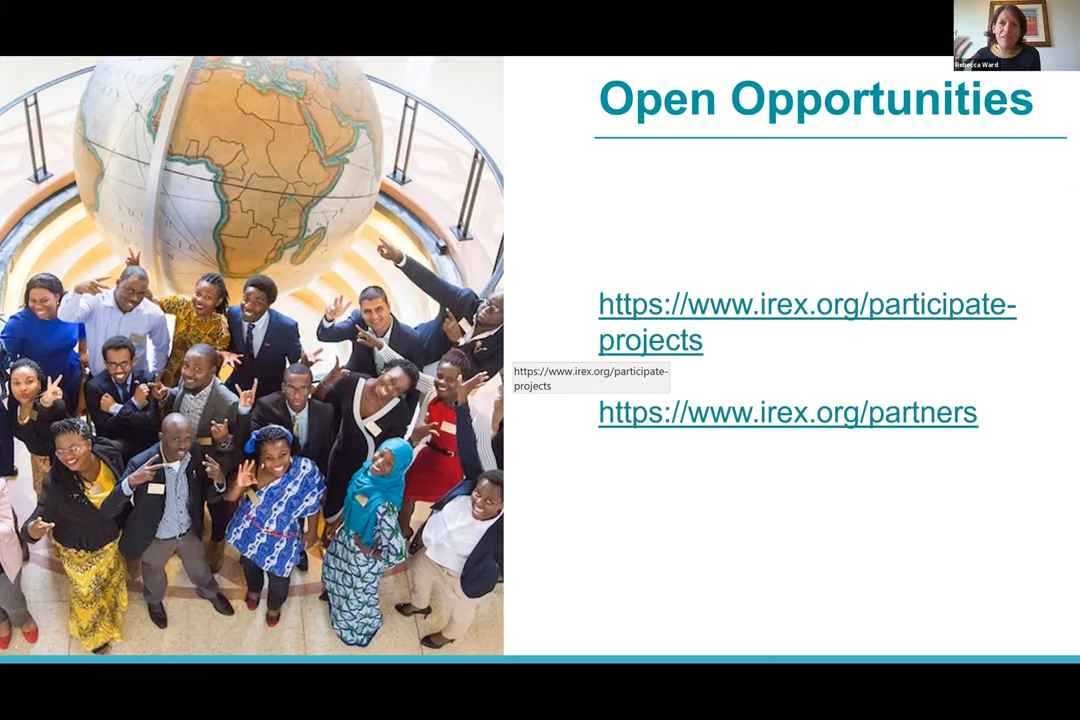 Rebecca Ward
Open Opportunities
https://www.irex.org/participate-
projects
https://www.irex.org/participate-
projects
https://www.irex.org/partners